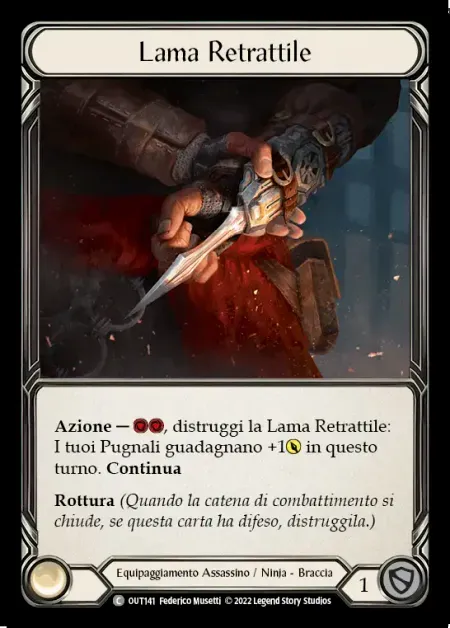 Lama Retrattile
Azione — , distruggi la Lama Retrattile:
I tuoi Pugnali guadagnano +1 in questo
turno. Continua
Rottura (Quando la catena di combattimento si
chiude, se questa carta ha difeso, distruggila.)
Equipaggiamento Assassino / Ninja - Braccia
1
C OUT141 Federico Musetti © 2022 Legend Story Studios